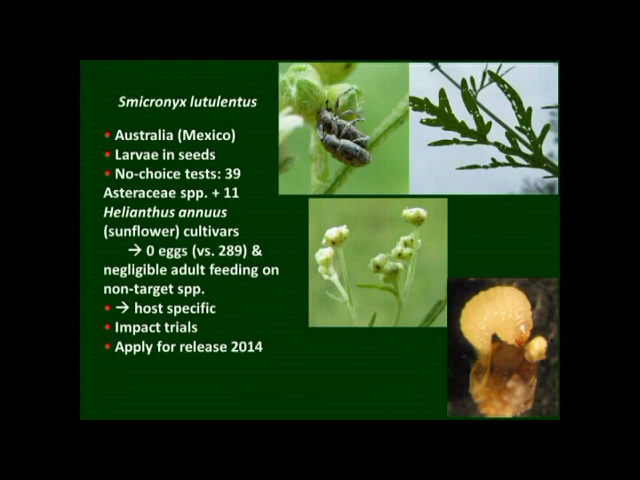 Smicronyx lutulentus
• Australia (Mexico)
• Larvae in seeds
• No-choice tests: 39
Asteraceae spp. + 11
Helianthus annuus
(sunflower) cultivars
→ 0 eggs (vs. 289) &
negligible adult feeding on
non-target spp.
• → host specific
• Impact trials
• Apply for release 2014